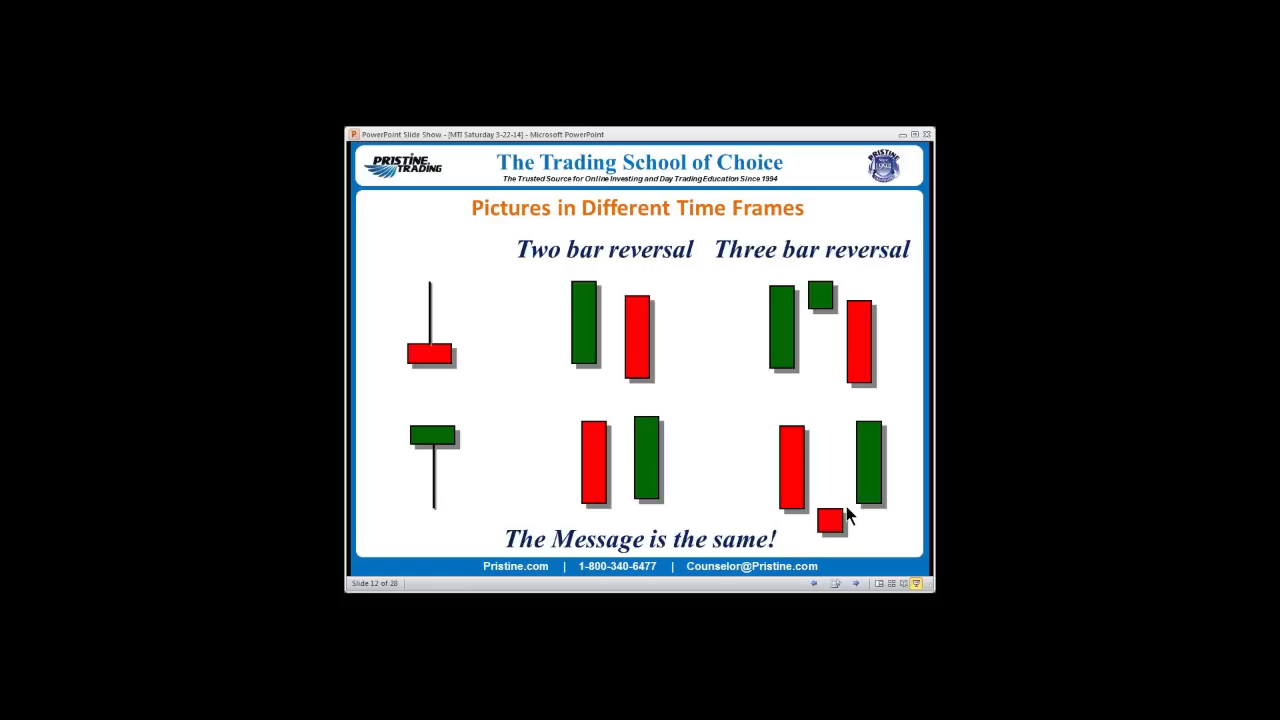 PowerPoint Slide Show - [MTI Saturday 3-22-14] - Microsoft PowerPoint
PRISTINE
TRADING
The Trading School of Choice
The Trusted Source for Online Investing and Day Trading Education Since 1994
PRISTINE
Pictures in Different Time Frames
Two bar reversal
Three bar reversal
The Message is the same!
Pristine.com | 1-800-340-6477 | Counselor@Pristine.com
Slide 12 of 28